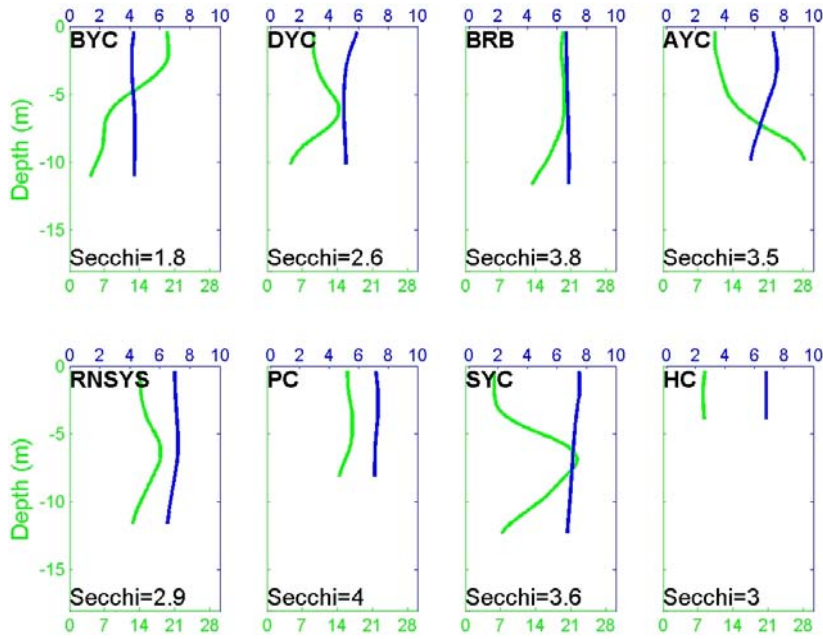 0 2 4 6 8 10 0 2 4 6 8 10 0 2 4 6 8 10 0 2 4 6 8 10
0
BYC DYC BRB AYC
-5
Depth (m)
-10
-15
Secchi=1.8 Secchi=2.6 Secchi=3.8 Secchi=3.5
0 7 14 21 28 0 7 14 21 28 0 7 14 21 28 0 7 14 21 28
0 2 4 6 8 10 0 2 4 6 8 10 0 2 4 6 8 10 0 2 4 6 8 10
0
RNSYS PC SYC HC
-5
Depth (m)
-10
-15
Secchi=2.9 Secchi=4 Secchi=3.6 Secchi=3
0 7 14 21 28 0 7 14 21 28 0 7 14 21 28 0 7 14 21 28